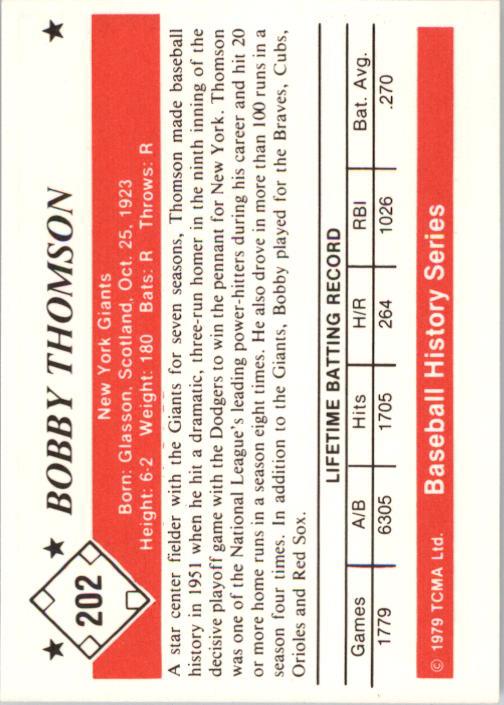 202
BOBBY THOMSON
New York Giants
Born: Glasson, Scotland, Oct. 25, 1923
Height: 6-2 Weight: 180 Bats: R Throws: R
A star center fielder with the Giants for seven seasons, Thomson made baseball
history in 1951 when he hit a dramatic, three-run homer in the ninth inning of the
decisive playoff game with the Dodgers to win the pennant for New York. Thomson
was one of the National League's leading power-hitters during his career and hit 20
or more home runs in a season eight times. He also drove in more than 100 runs in a
season four times. In addition to the Giants, Bobby played for the Braves, Cubs,
Orioles and Red Sox.
LIFETIME BATTING RECORD
Games A/B Hits H/R RBI Bat. Avg.
1779 6305 1705 264 1026 .270
© 1979 TCMA Ltd. Baseball History Series